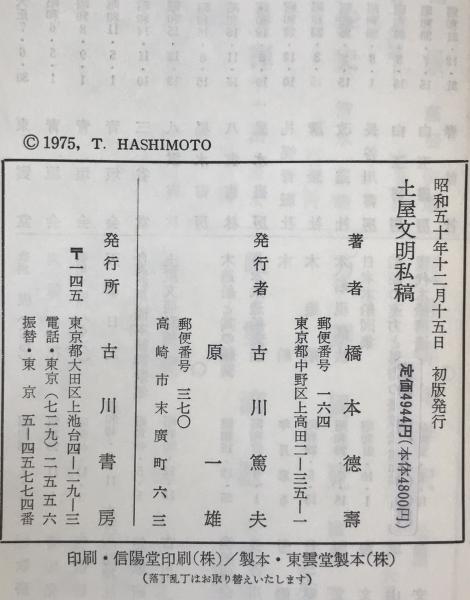 © 1975, T. HASHIMOTO
昭和五十年十二月十五日　初版発行
土屋文明私稿
定価4944円(本体4800円)
著者　橋本德壽
郵便番号　一六四
東京都中野区上高田二―三五―一
発行者　古川篤夫
原一雄
郵便番号　三七〇
高崎市末廣町六三
発行所　古川書房
〒一四五　東京都大田区上池台四―二九―三
電話・東京（七二九）二五五六
振替・東京　五―四五七七四番
印刷・信陽堂印刷(株)／製本・東雲堂製本(株)
（落丁乱丁はお取り替えいたします）